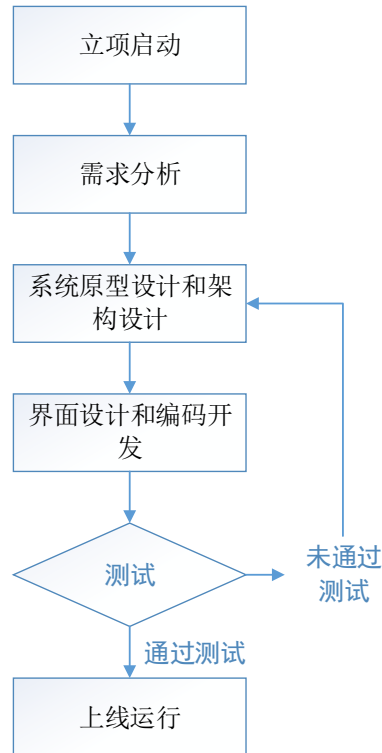 立项启动
需求分析
系统原型设计和架
构设计
界面设计和编码开
发
测试
未通过
测试
通过测试
上线运行